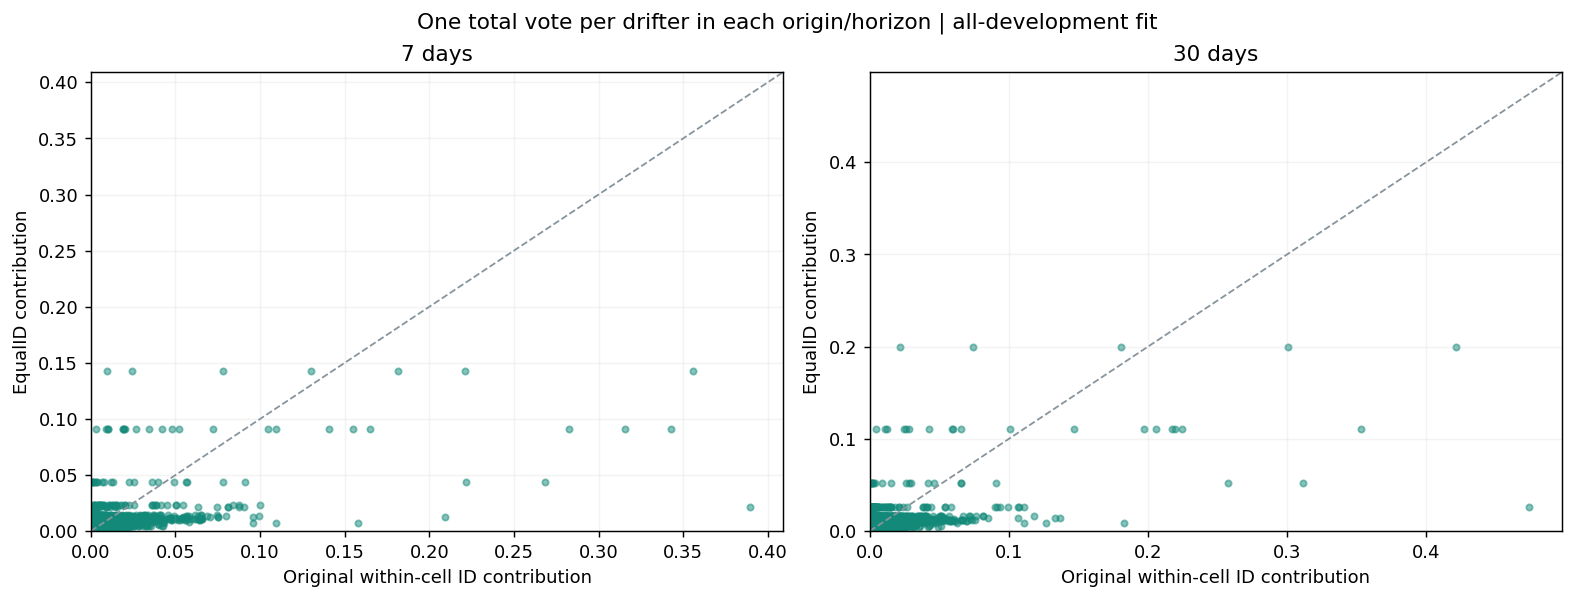 One total vote per drifter in each origin/horizon | all-development fit
7 days
30 days
0.40
0.35
0.30
0.25
0.20
0.15
0.10
0.05
0.00
EqualID contribution
0.00 0.05 0.10 0.15 0.20 0.25 0.30 0.35 0.40
Original within-cell ID contribution
0.4
0.3
0.2
0.1
0.0
EqualID contribution
0.0 0.1 0.2 0.3 0.4
Original within-cell ID contribution